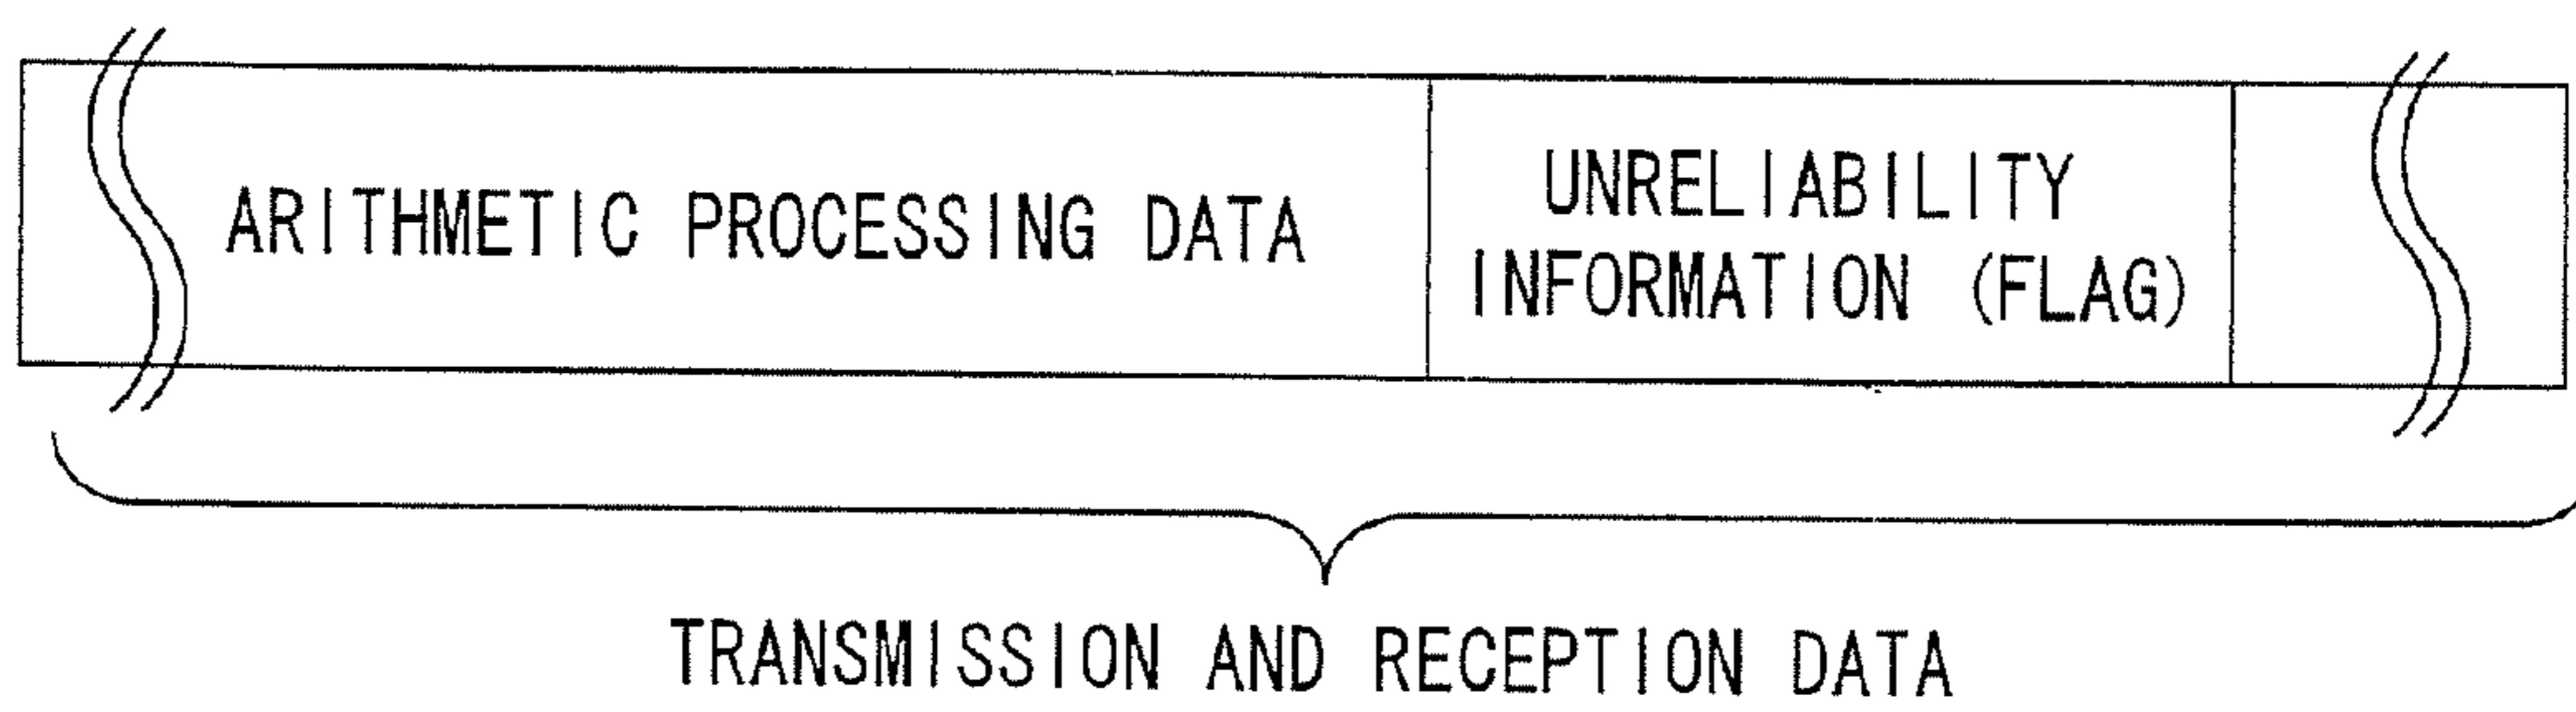 ARITHMETIC PROCESSING DATA
UNRELIABILITY
INFORMATION (FLAG)
TRANSMISSION AND RECEPTION DATA